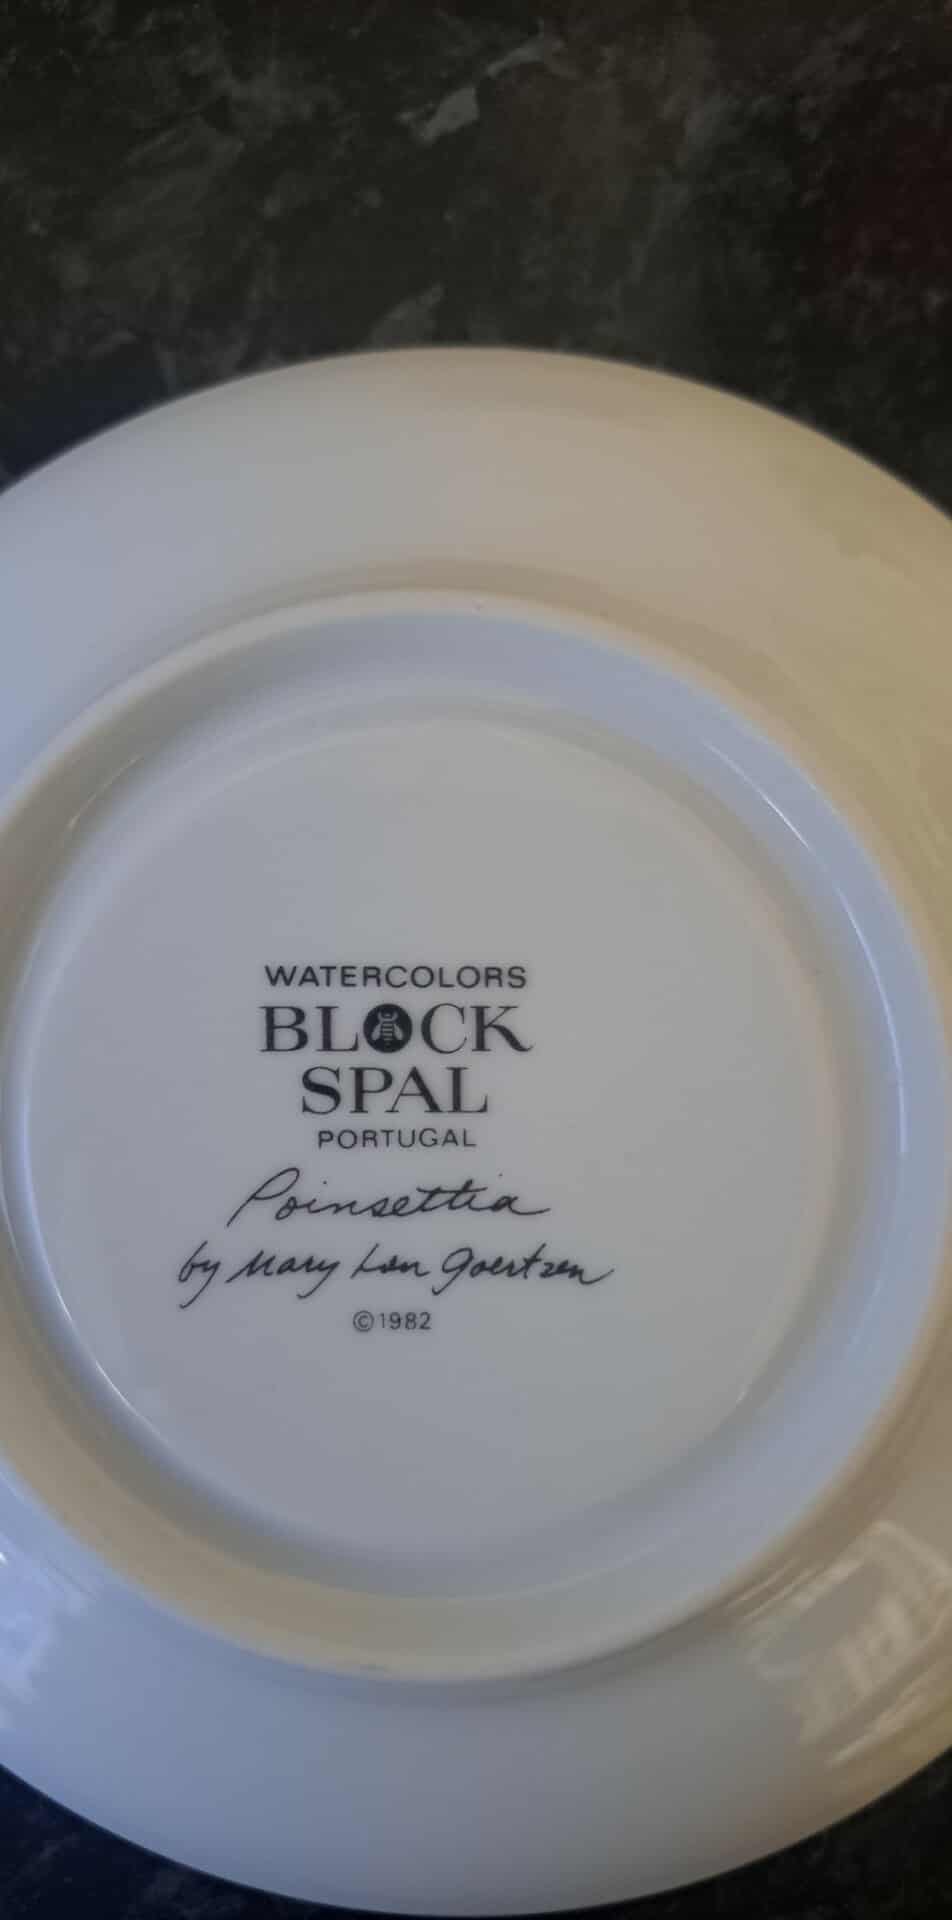 WATERCOLORS
BLOCK
SPAL
PORTUGAL
Poinsettia
by Mary Lou Goertzen
©1982